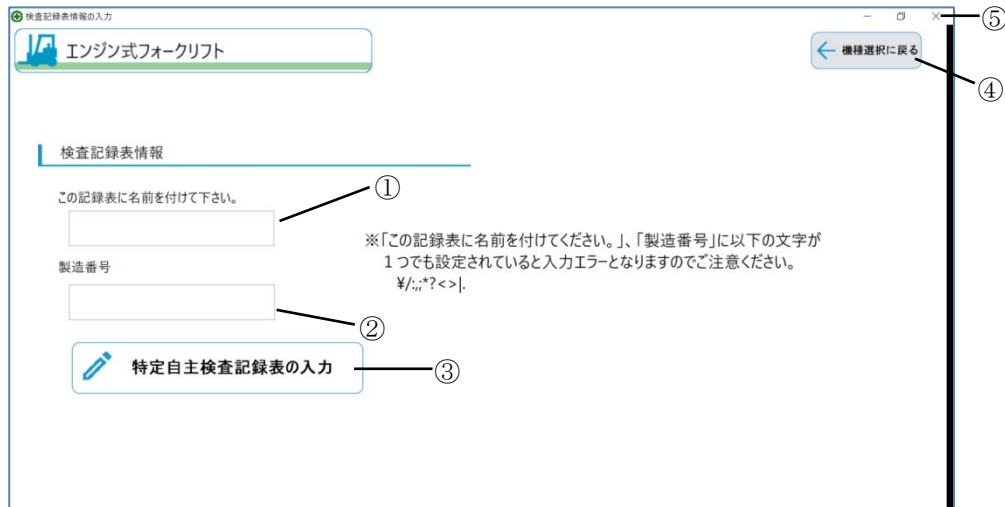 検査記録表情報の入力
⑤
エンジン式フォークリフト
機種選択に戻る
④
検査記録表情報
この記録表に名前を付けて下さい。
①
※「この記録表に名前を付けてください。」、「製造番号」に以下の文字が
1つでも設定されていると入力エラーとなりますのでご注意ください。
¥/:,;*?<>|.
製造番号
②
特定自主検査記録表の入力
③